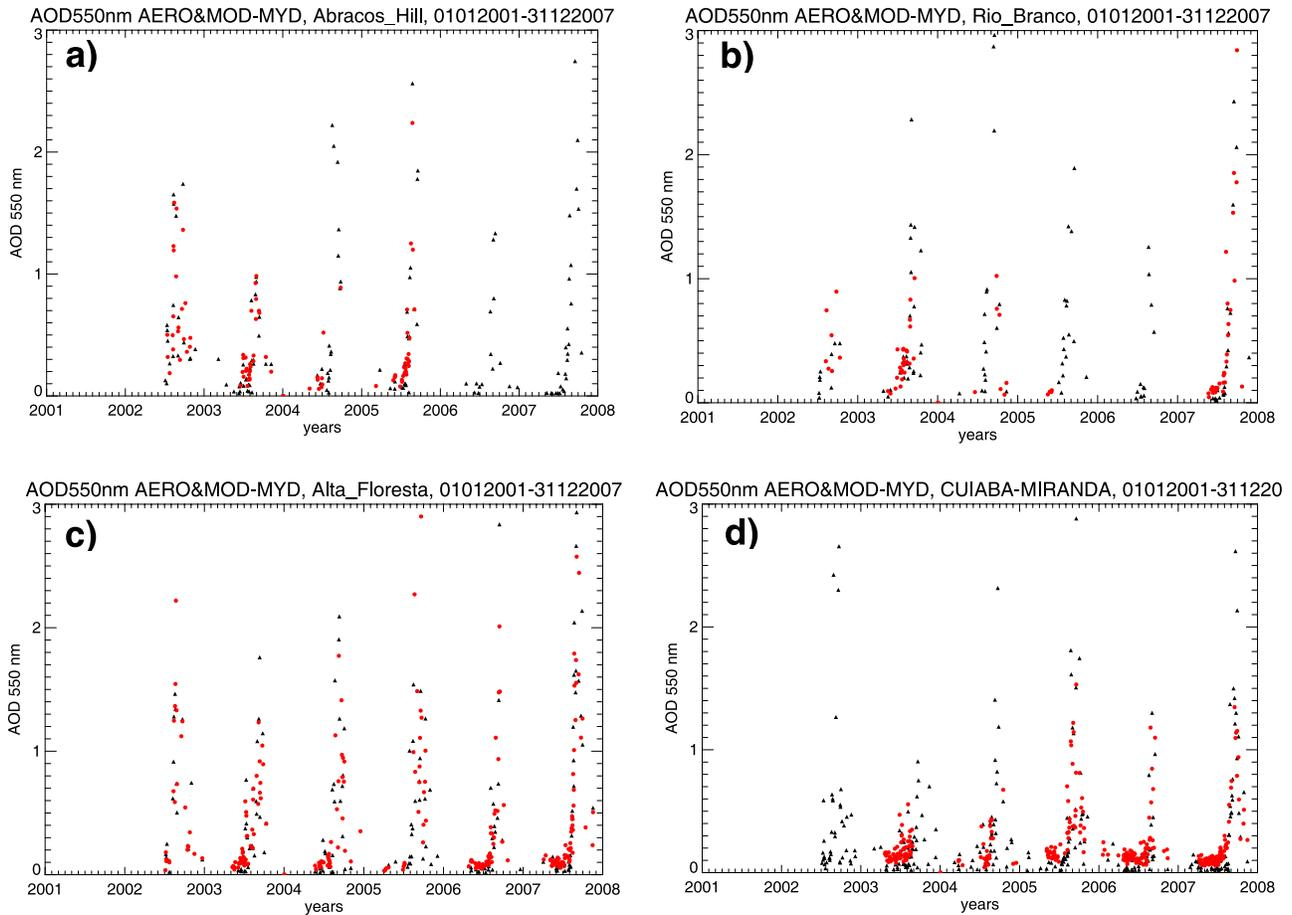 AOD550nm AERO&MOD-MYD, Abracos_Hill, 01012001-31122007
a)
3
2
1
0
AOD 550 nm
2001 2002 2003 2004 2005 2006 2007 2008
years
AOD550nm AERO&MOD-MYD, Rio_Branco, 01012001-31122007
b)
3
2
1
0
AOD 550 nm
2001 2002 2003 2004 2005 2006 2007 2008
years
AOD550nm AERO&MOD-MYD, Alta_Floresta, 01012001-31122007
c)
3
2
1
0
AOD 550 nm
2001 2002 2003 2004 2005 2006 2007 2008
years
AOD550nm AERO&MOD-MYD, CUIABA-MIRANDA, 01012001-311220
d)
3
2
1
0
AOD 550 nm
2001 2002 2003 2004 2005 2006 2007 2008
years